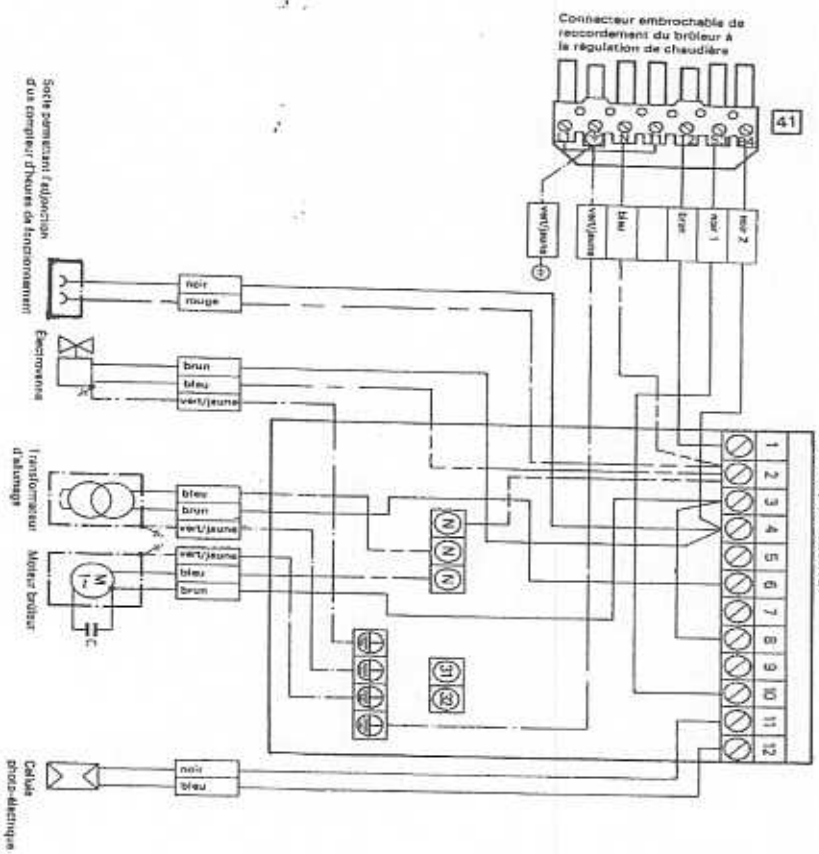 Connecteur embrochable de
raccordement du brûleur à
la régulation de chaudière
41
vert/jaune
vert/jaune
bleu
brun
noir 1
noir 2
Socle permettant l'adjonction
d'un compteur d'heures de fonctionnement
noir
rouge
Électrovanne
brun
bleu
vert/jaune
Transformateur
d'allumage
bleu
brun
vert/jaune
Moteur brûleur
M
1~
C
vert/jaune
bleu
brun
Cellule
photo-électrique
noir
bleu
N
N
N
31
32
1
2
3
4
5
6
7
8
9
10
11
12